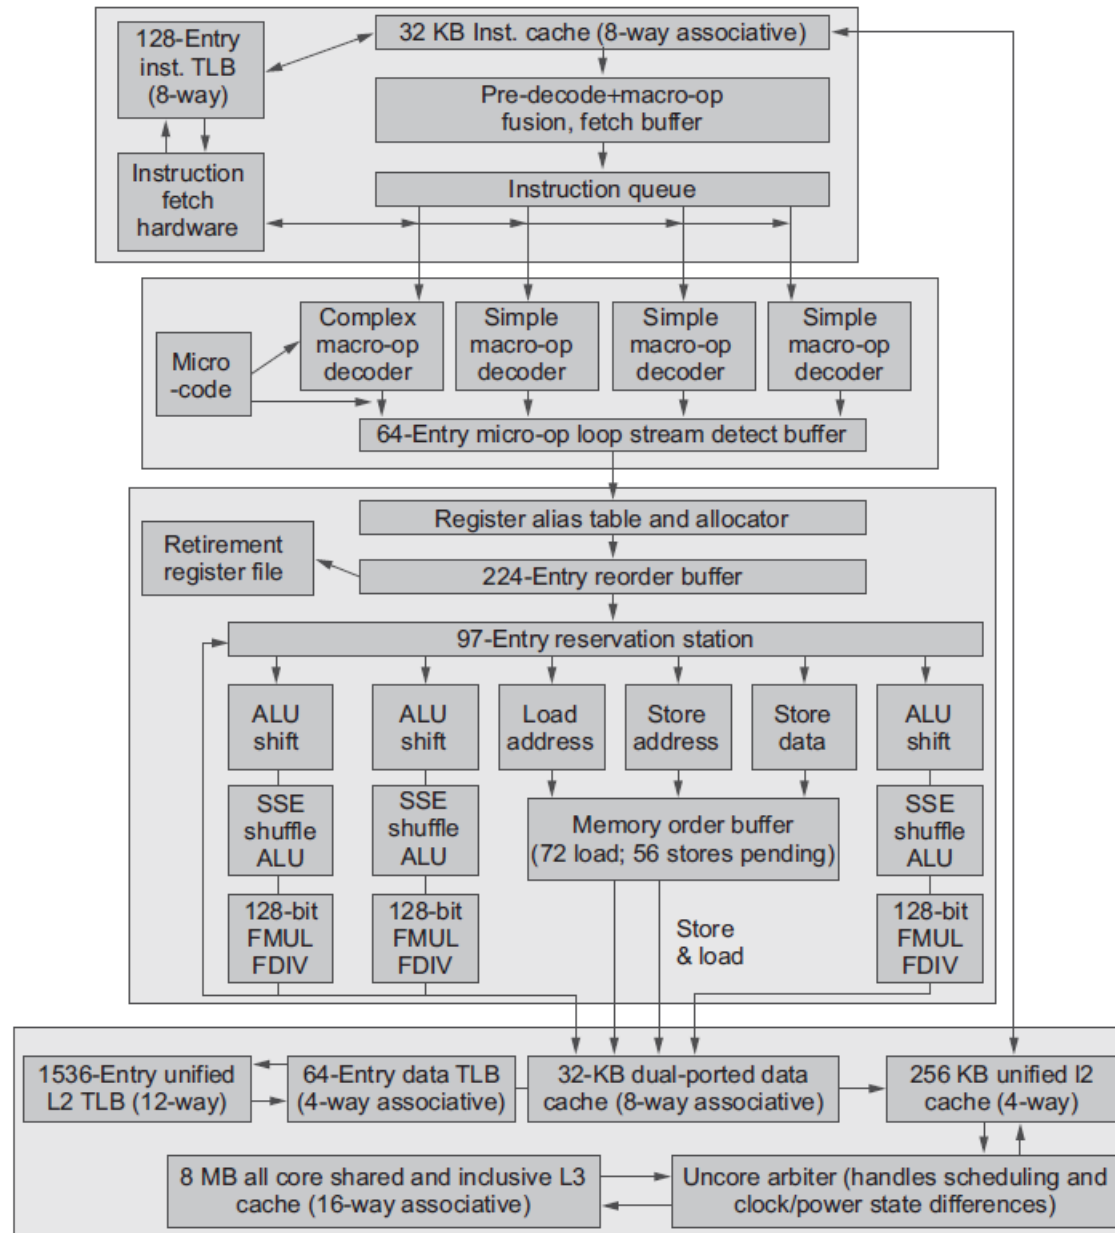 128-Entry
inst. TLB
(8-way)
32 KB Inst. cache (8-way associative)
Pre-decode+macro-op
fusion, fetch buffer
Instruction
fetch
hardware
Instruction queue
Micro
-code
Complex
macro-op
decoder
Simple
macro-op
decoder
Simple
macro-op
decoder
Simple
macro-op
decoder
64-Entry micro-op loop stream detect buffer
Register alias table and allocator
Retirement
register file
224-Entry reorder buffer
97-Entry reservation station
ALU
shift
ALU
shift
Load
address
Store
address
Store
data
ALU
shift
SSE
shuffle
ALU
SSE
shuffle
ALU
Memory order buffer
(72 load; 56 stores pending)
SSE
shuffle
ALU
128-bit
FMUL
FDIV
128-bit
FMUL
FDIV
Store
& load
128-bit
FMUL
FDIV
1536-Entry unified
L2 TLB (12-way)
64-Entry data TLB
(4-way associative)
32-KB dual-ported data
cache (8-way associative)
256 KB unified l2
cache (4-way)
8 MB all core shared and inclusive L3
cache (16-way associative)
Uncore arbiter (handles scheduling and
clock/power state differences)